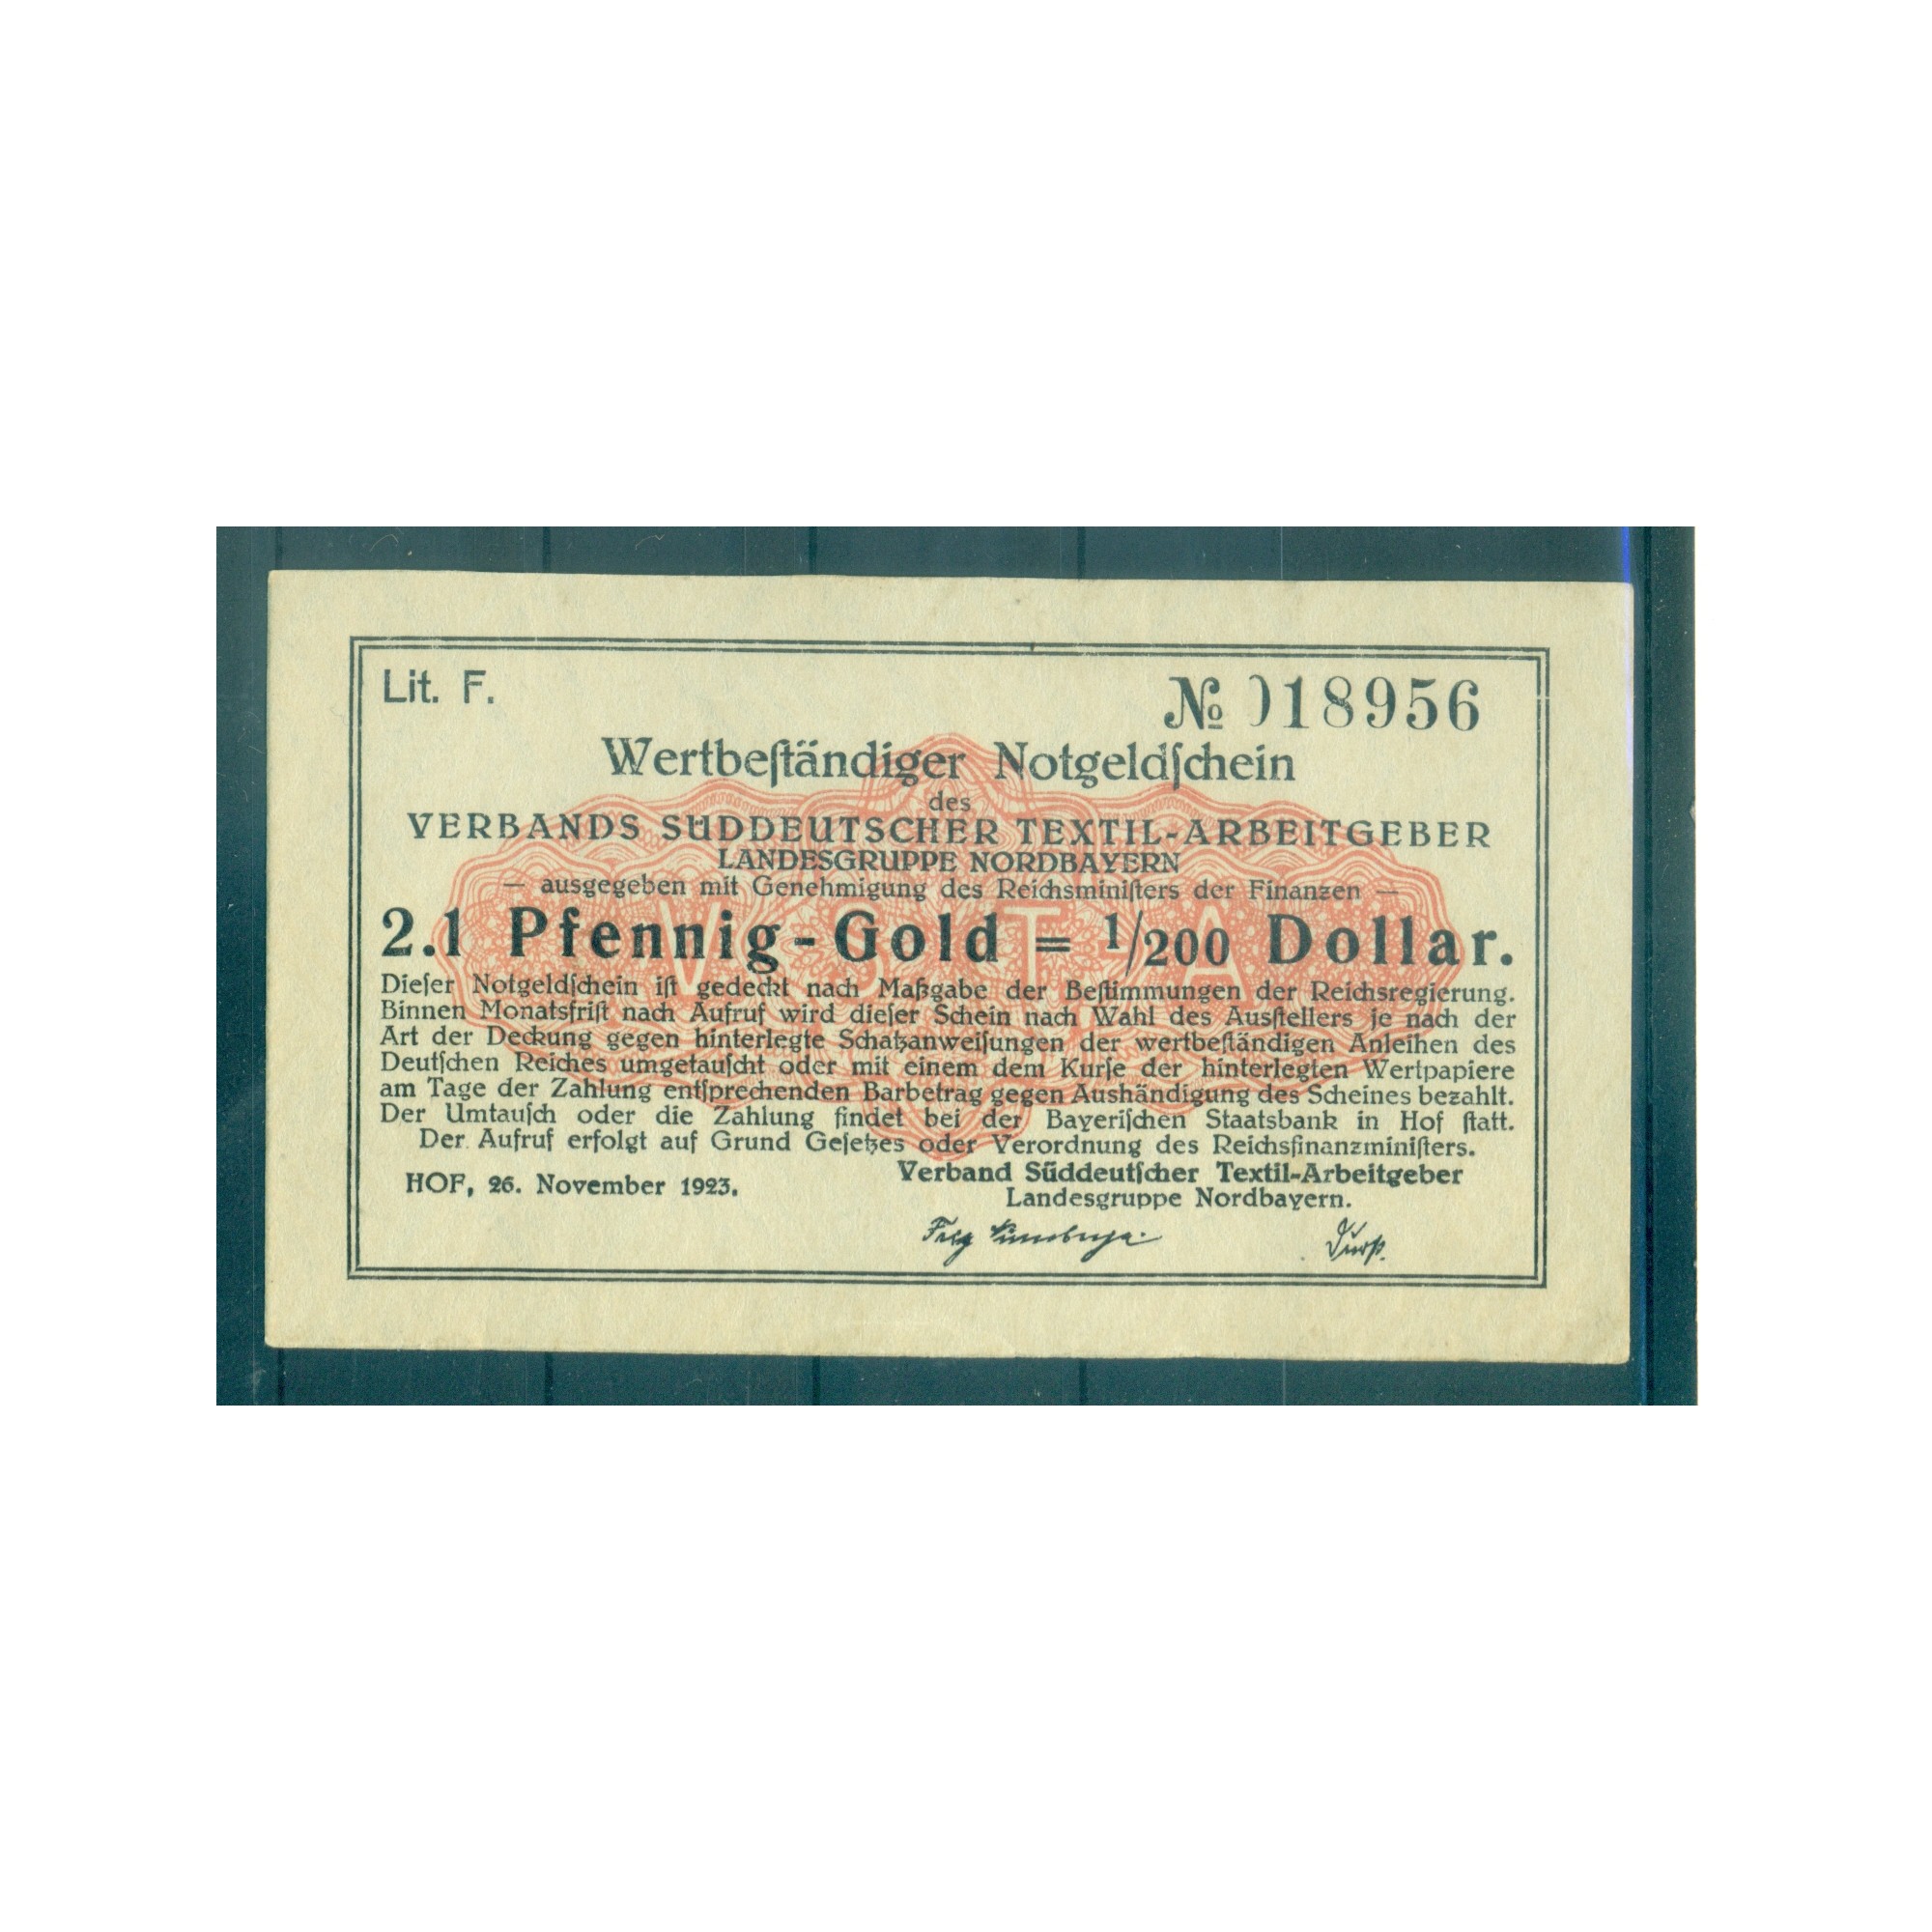 Lit. F.
№ 018956
Wertbeſtändiger Notgeldſchein
des
VERBANDS SÜDDEUTSCHER TEXTIL-ARBEITGEBER
LANDESGRUPPE NORDBAYERN
— ausgegeben mit Genehmigung des Reichsminiſters der Finanzen —
2.1 Pfennig-Gold = 1/200 Dollar.
V S T A
Dieſer Notgeldſchein iſt gedeckt nach Maßgabe der Beſtimmungen der Reichsregierung.
Binnen Monatsfriſt nach Aufruf wird dieſer Schein nach Wahl des Ausſtellers je nach der
Art der Deckung gegen hinterlegte Schatzanweiſungen der wertbeſtändigen Anleihen des
Deutſchen Reiches umgetauſcht oder mit einem dem Kurſe der hinterlegten Wertpapiere
am Tage der Zahlung entſprechenden Barbetrag gegen Aushändigung des Scheines bezahlt.
Der Umtauſch oder die Zahlung findet bei der Bayeriſchen Staatsbank in Hof ſtatt.
Der Aufruf erfolgt auf Grund Geſetzes oder Verordnung des Reichsfinanzminiſters.
HOF, 26. November 1923.
Verband Süddeutſcher Textil-Arbeitgeber
Landesgruppe Nordbayern.